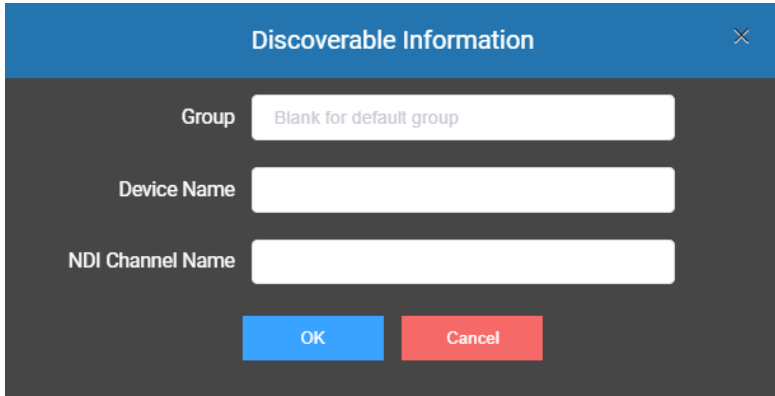 Discoverable Information
Group
Blank for default group
Device Name
NDI Channel Name
OK
Cancel